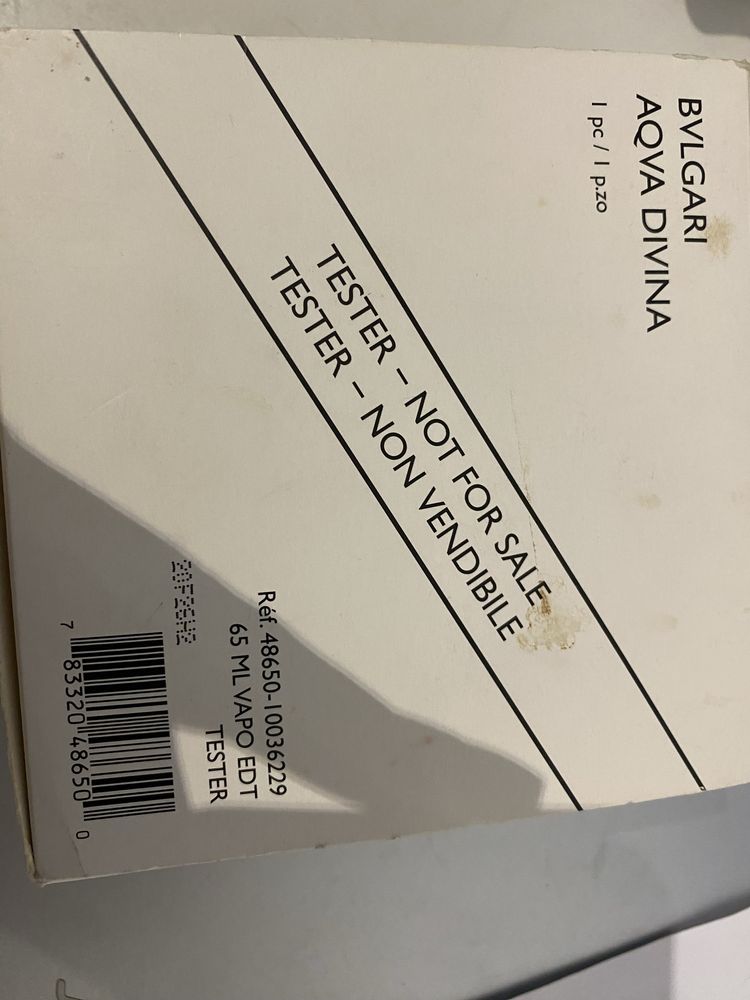 BVLGARI
AQVA DIVINA
1 pc / 1 p.zo
TESTER – NOT FOR SALE
TESTER – NON VENDIBILE
Réf. 48650-10036229
65 ML VAPO EDT
TESTER
7 83320 48650 0